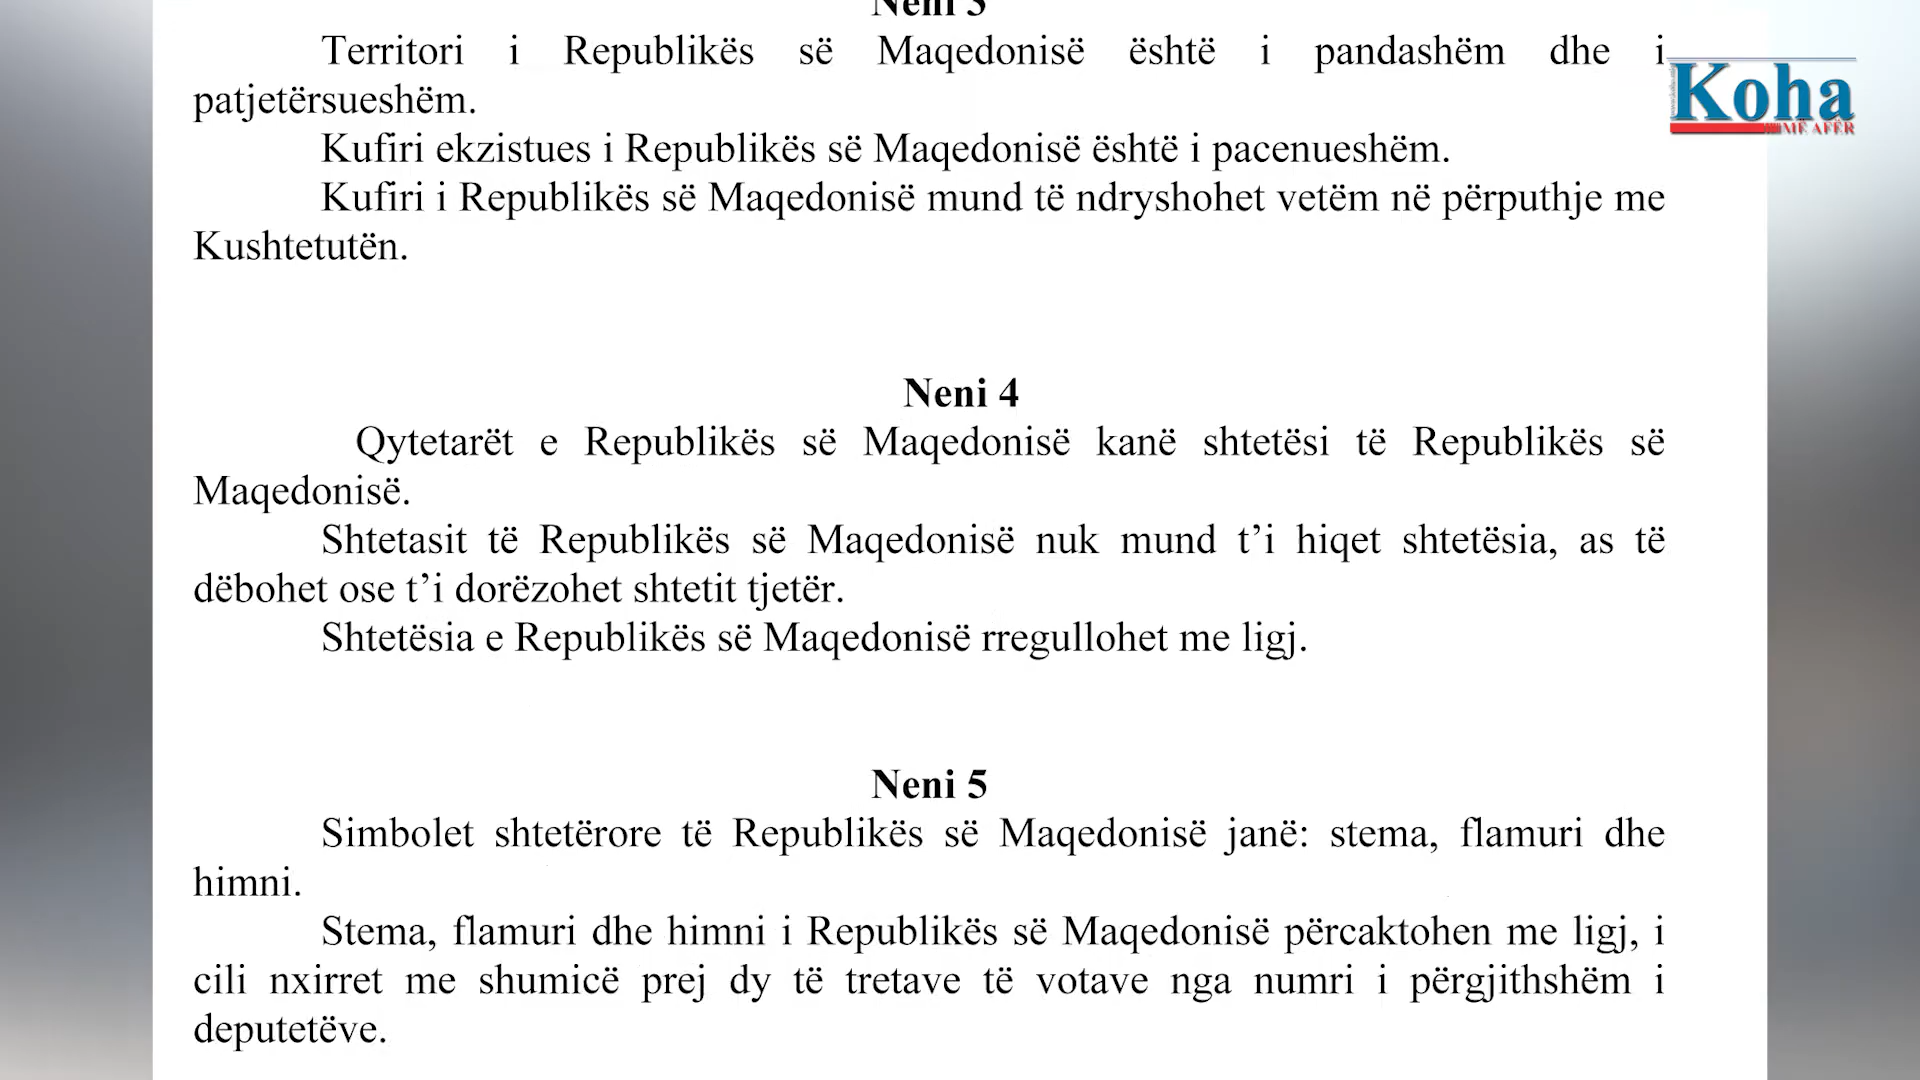 Neni 3
Territori i Republikës së Maqedonisë është i pandashëm dhe i
patjetërsueshëm.
Kufiri ekzistues i Republikës së Maqedonisë është i pacenueshëm.
Kufiri i Republikës së Maqedonisë mund të ndryshohet vetëm në përputhje me
Kushtetutën.
Neni 4
Qytetarët e Republikës së Maqedonisë kanë shtetësi të Republikës së
Maqedonisë.
Shtetasit të Republikës së Maqedonisë nuk mund t’i hiqet shtetësia, as të
dëbohet ose t’i dorëzohet shtetit tjetër.
Shtetësia e Republikës së Maqedonisë rregullohet me ligj.
Neni 5
Simbolet shtetërore të Republikës së Maqedonisë janë: stema, flamuri dhe
himni.
Stema, flamuri dhe himni i Republikës së Maqedonisë përcaktohen me ligj, i
cili nxirret me shumicë prej dy të tretave të votave nga numri i përgjithshëm i
deputetëve.
Koha
MË AFËR